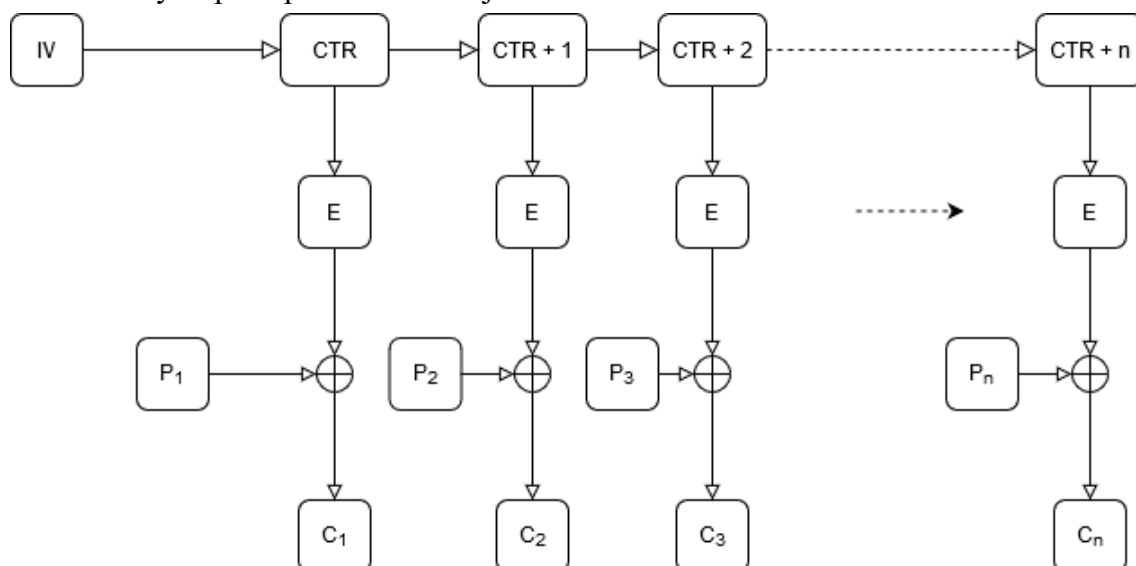 IV CTR CTR + 1 CTR + 2 CTR + n
E E E E
P₁ P₂ P₃ Pₙ
C₁ C₂ C₃ Cₙ